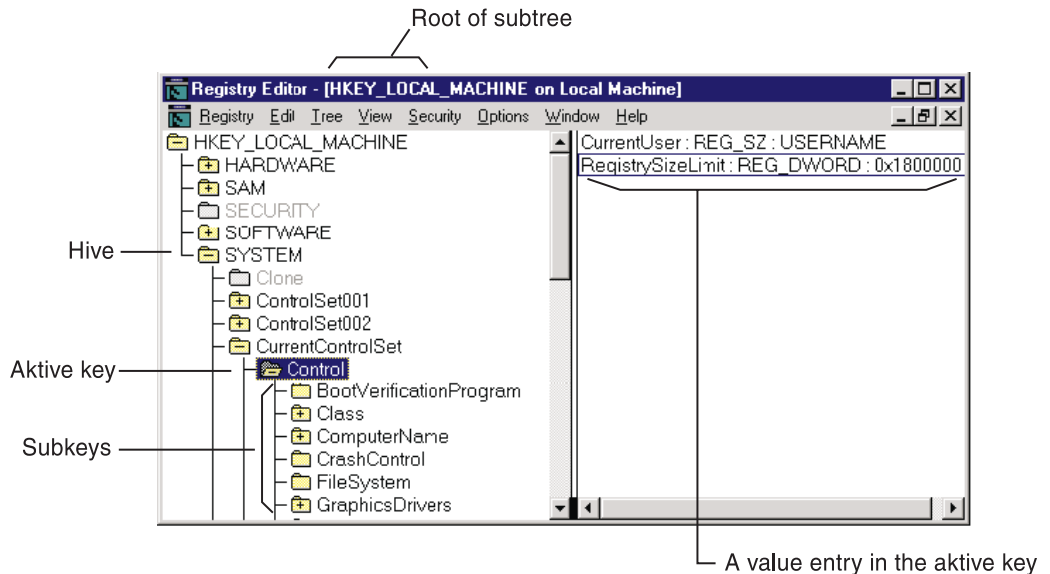 Root of subtree
Registry Editor - [HKEY_LOCAL_MACHINE on Local Machine]
Registry Edit Tree View Security Options Window Help
HKEY_LOCAL_MACHINE
HARDWARE
SAM
SECURITY
SOFTWARE
Hive
SYSTEM
Clone
ControlSet001
ControlSet002
CurrentControlSet
Aktive key
Control
BootVerificationProgram
Class
ComputerName
Subkeys
CrashControl
FileSystem
GraphicsDrivers
CurrentUser : REG_SZ : USERNAME
RegistrySizeLimit : REG_DWORD : 0x1800000
A value entry in the aktive key